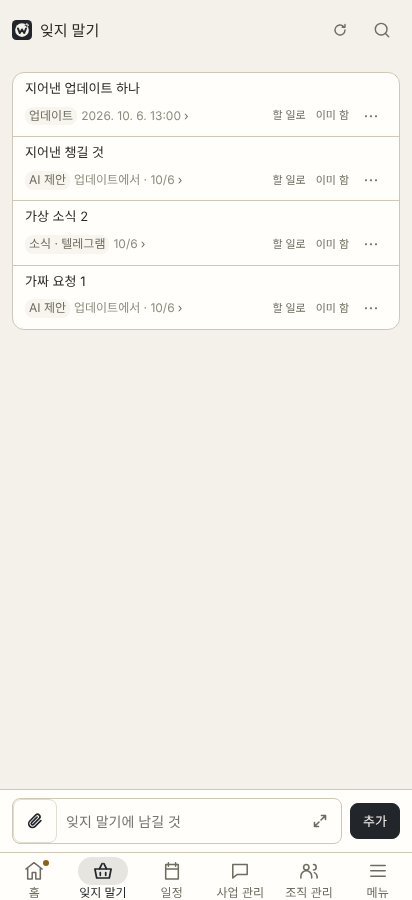 잊지 말기
지어낸 업데이트 하나
업데이트 2026. 10. 6. 13:00 › 할 일로 이미 함 ···
지어낸 챙길 것
AI 제안 업데이트에서 · 10/6 › 할 일로 이미 함 ···
가상 소식 2
소식 · 텔레그램 10/6 › 할 일로 이미 함 ···
가짜 요청 1
AI 제안 업데이트에서 · 10/6 › 할 일로 이미 함 ···
잊지 말기에 남길 것 추가
홈 잊지 말기 일정 사업 관리 조직 관리 메뉴